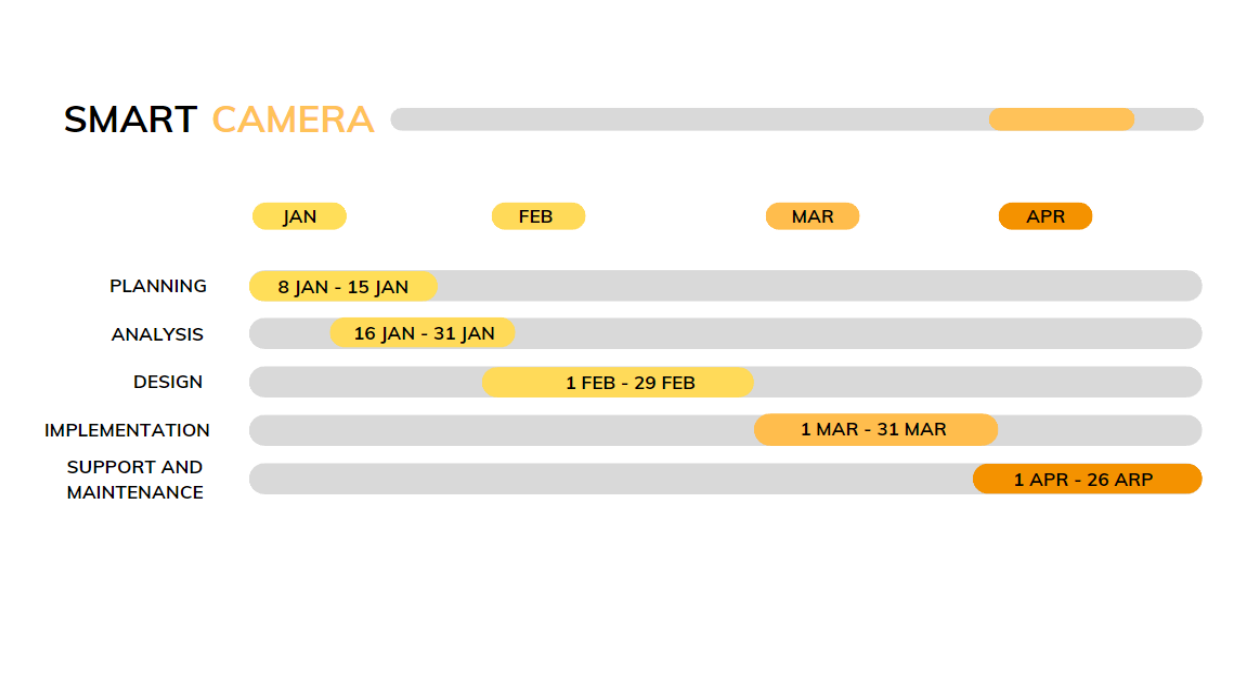 SMART CAMERA
JAN FEB MAR APR
PLANNING 8 JAN - 15 JAN
ANALYSIS 16 JAN - 31 JAN
DESIGN 1 FEB - 29 FEB
IMPLEMENTATION 1 MAR - 31 MAR
SUPPORT AND
MAINTENANCE 1 APR - 26 ARP